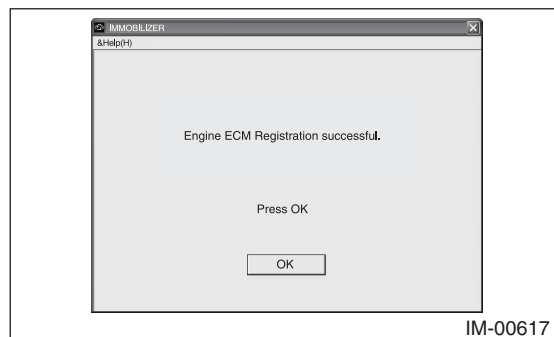 IMMOBILIZER
&Help(H)
Engine ECM Registration successful.
Press OK
OK
IM-00617